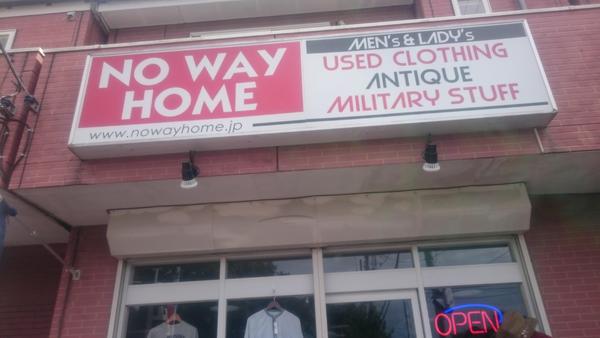 NO WAY
HOME
www.nowayhome.jp
MEN's & LADY's
USED CLOTHING
ANTIQUE
MILITARY STUFF
OPEN